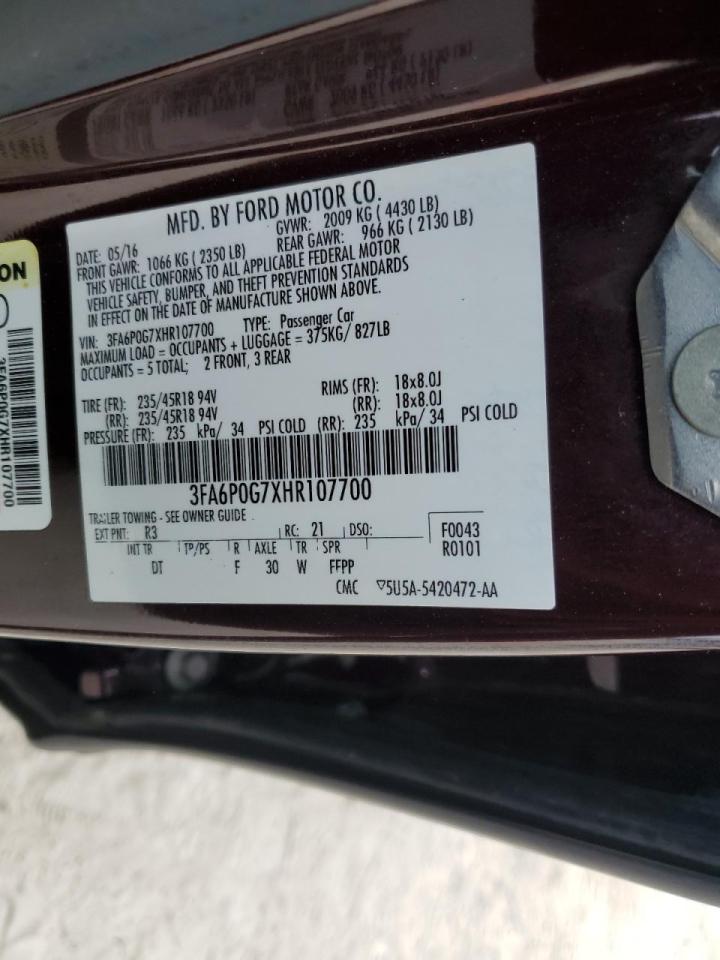 MFD. BY FORD MOTOR CO.
DATE: 05/16 GVWR: 2009 KG ( 4430 LB)
FRONT GAWR: 1066 KG ( 2350 LB) REAR GAWR: 966 KG ( 2130 LB)
THIS VEHICLE CONFORMS TO ALL APPLICABLE FEDERAL MOTOR
VEHICLE SAFETY, BUMPER, AND THEFT PREVENTION STANDARDS
IN EFFECT ON THE DATE OF MANUFACTURE SHOWN ABOVE.
VIN: 3FA6P0G7XHR107700 TYPE: Passenger Car
MAXIMUM LOAD = OCCUPANTS + LUGGAGE = 375KG/ 827LB
OCCUPANTS = 5 TOTAL; 2 FRONT, 3 REAR
TIRE (FR): 235/45R18 94V RIMS (FR): 18x8.0J
(RR): 235/45R18 94V (RR): 18x8.0J
PRESSURE (FR): 235 kPa/ 34 PSI COLD (RR): 235 kPa/ 34 PSI COLD
3FA6P0G7XHR107700
TRAILER TOWING - SEE OWNER GUIDE
EXT PNT: R3 RC: 21 DSO: F0043
INT TR TP/PS R AXLE TR SPR R0101
DT F 30 W FFPP
CMC ▽5U5A-5420472-AA
ON
3FA6P0G7XHR107700